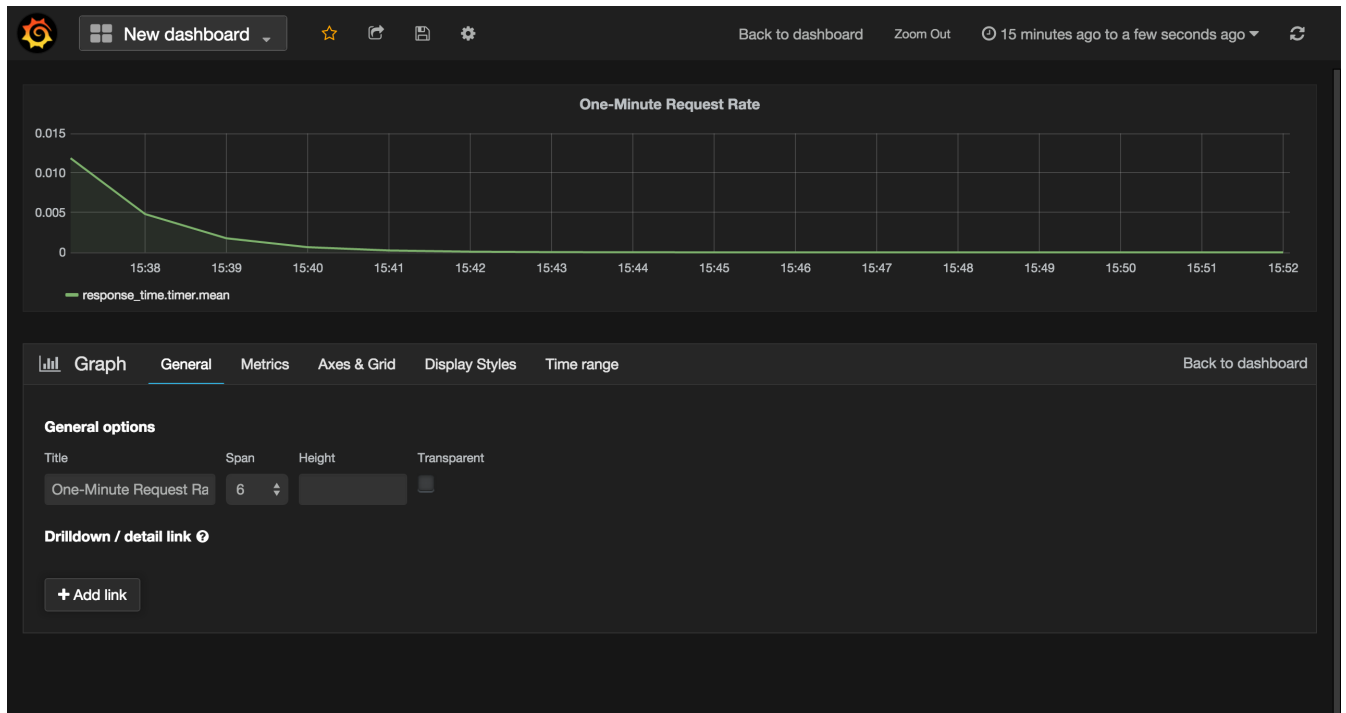 New dashboard
Back to dashboard
Zoom Out
15 minutes ago to a few seconds ago
One-Minute Request Rate
0.015
0.010
0.005
0
15:38 15:39 15:40 15:41 15:42 15:43 15:44 15:45 15:46 15:47 15:48 15:49 15:50 15:51 15:52
response_time.timer.mean
Graph General Metrics Axes & Grid Display Styles Time range Back to dashboard
General options
Title Span Height Transparent
One-Minute Request Ra 6
Drilldown / detail link ?
+ Add link